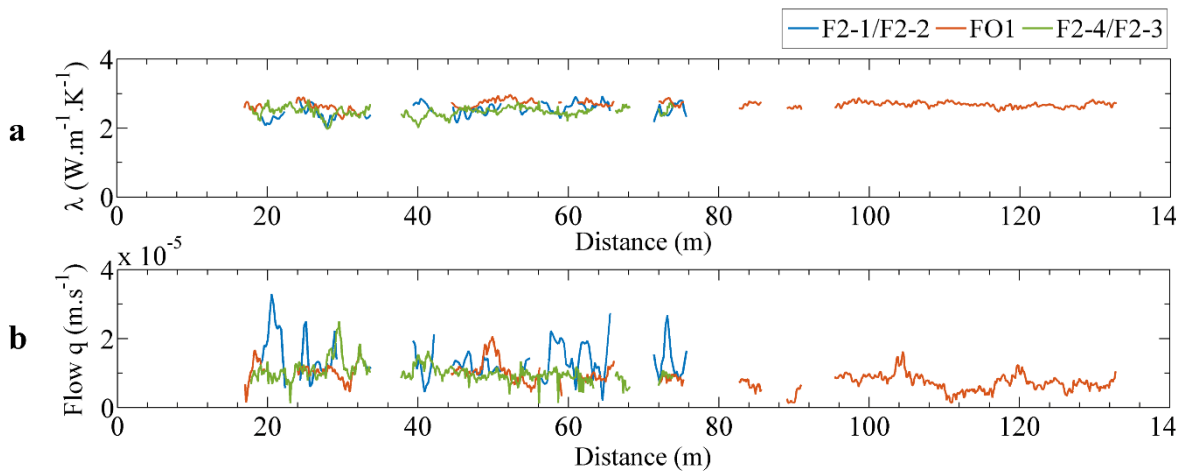 F2-1/F2-2 FO1 F2-4/F2-3
a
λ (W.m⁻¹.K⁻¹)
4
2
0
0 20 40 60 80 100 120 14
Distance (m)
x 10⁻⁵
b
Flow q (m.s⁻¹)
4
2
0
0 20 40 60 80 100 120 14
Distance (m)